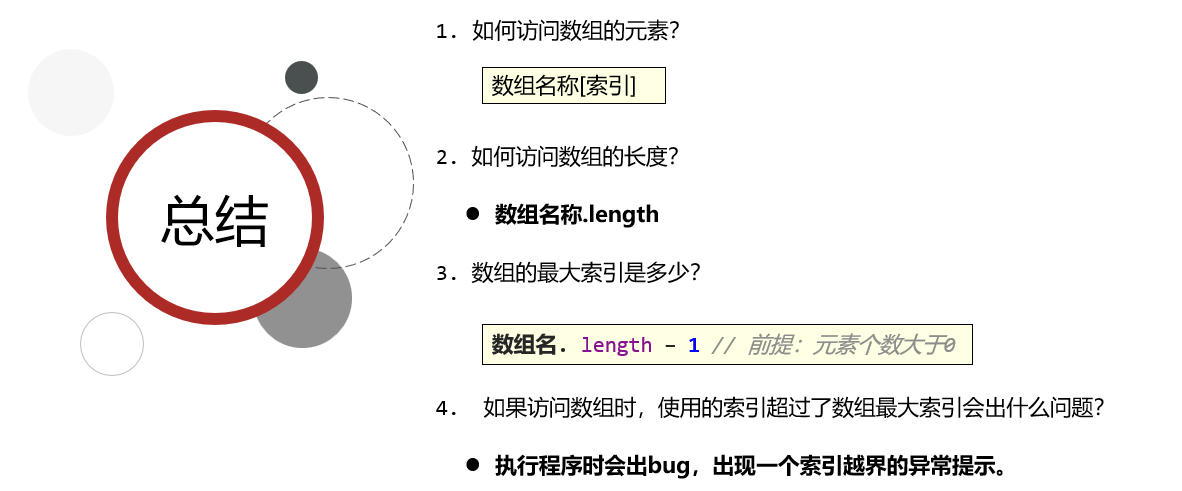 总结
1. 如何访问数组的元素？
数组名称[索引]
2. 如何访问数组的长度？
● 数组名称.length
3. 数组的最大索引是多少？
数组名. length – 1 // 前提：元素个数大于0
4. 如果访问数组时，使用的索引超过了数组最大索引会出什么问题？
● 执行程序时会出bug，出现一个索引越界的异常提示。